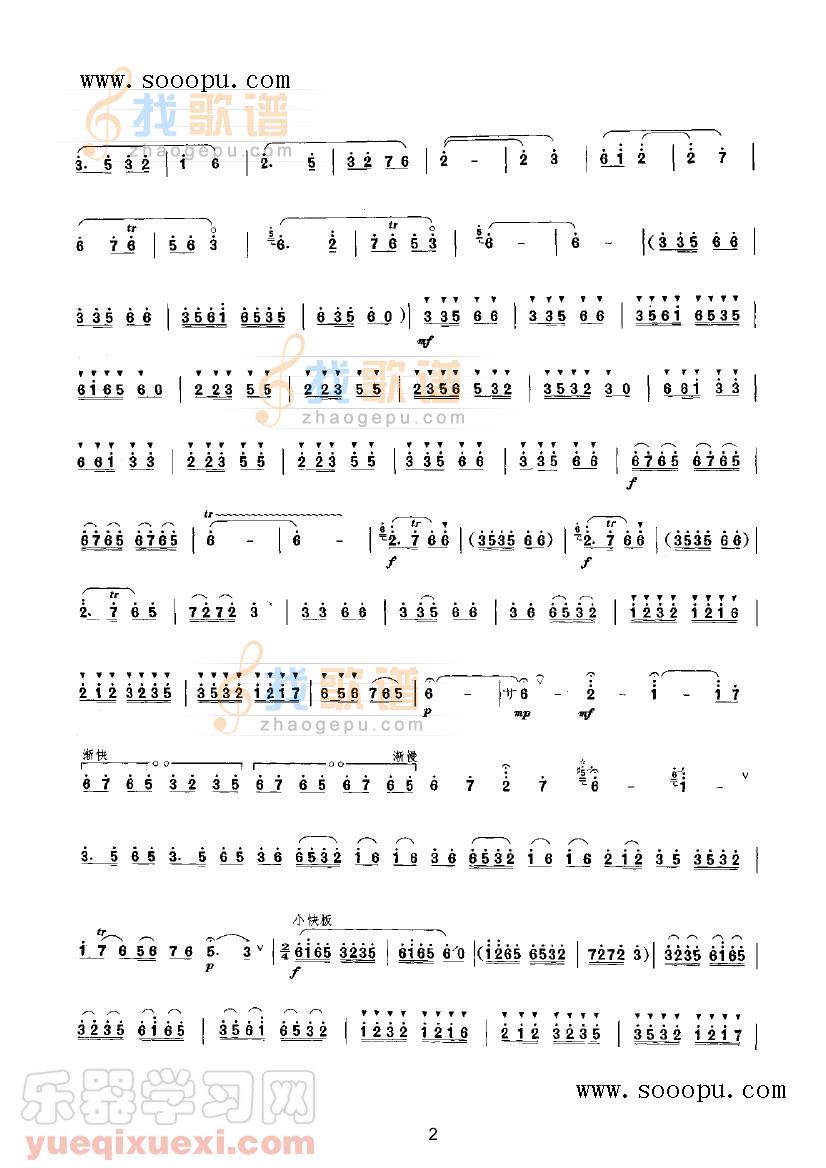 www.sooopu.com
找歌谱
zhaogepu.com
3. 5 3 2 | 1 6 | 2. 5 | 3 2 7 6 | 2 - | 2 3 | 6 1 2 | 2 7 |
tr tr
6 7 6 | 5 6 3 | 6. 2 | 7 6 5 3 | 6 - | 6 - | (3 3 5 6 6 |
3 3 5 6 6 | 3 5 6 1 6 5 3 5 | 6 3 5 6 0 ) | 3 3 5 6 6 | 3 3 5 6 6 | 3 5 6 1 6 5 3 5 |
mf
找歌谱
zhaogepu.com
6 1 6 5 6 0 | 2 2 3 5 5 | 2 2 3 5 5 | 2 3 5 6 5 3 2 | 3 5 3 2 3 0 | 6 6 1 3 3 |
6 6 1 3 3 | 2 2 3 5 5 | 2 2 3 5 5 | 3 3 5 6 6 | 3 3 5 6 6 | 6 7 6 5 6 7 6 5 |
f
tr tr tr
6 7 6 5 6 7 6 5 | 6 - | 6 - | 2. 7 6 6 | (3 5 3 5 6 6) | 2. 7 6 6 | (3 5 3 5 6 6) |
f f
tr
2. 7 6 5 | 7 2 7 2 3 | 3 3 6 6 | 3 3 5 6 6 | 3 6 6 5 3 2 | 1 2 3 2 1 2 1 6 |
找歌谱
zhaogepu.com
2 1 2 3 2 3 5 | 3 5 3 2 1 2 1 7 | 6 5 6 7 6 5 | 6 - | サ 6 - 2 - 1 - 1 7
p mp mf
渐快 渐慢
6 7 6 5 3 2 3 5 6 7 6 5 6 7 6 5 6 7 2 7 6 - 1 -
3. 5 6 5 3. 5 6 5 3 6 6 5 3 2 1 6 1 6 3 6 6 5 3 2 1 6 1 6 2 1 2 3 5 3 5 3 2 |
小快板
tr
1 7 6 5 6 7 6 5. 3 | 2/4 6 1 6 5 3 2 3 5 | 6 1 6 5 6 0 | (1 2 6 5 6 5 3 2 | 7 2 7 2 3 ) | 3 2 3 5 6 1 6 5 |
p f
3 2 3 5 6 1 6 5 | 3 5 6 1 6 5 3 2 | 1 2 3 2 1 2 1 6 | 2 1 2 3 2 3 5 | 3 5 3 2 1 2 1 7 |
乐器学习网
yueqixuexi.com
www.sooopu.com
2